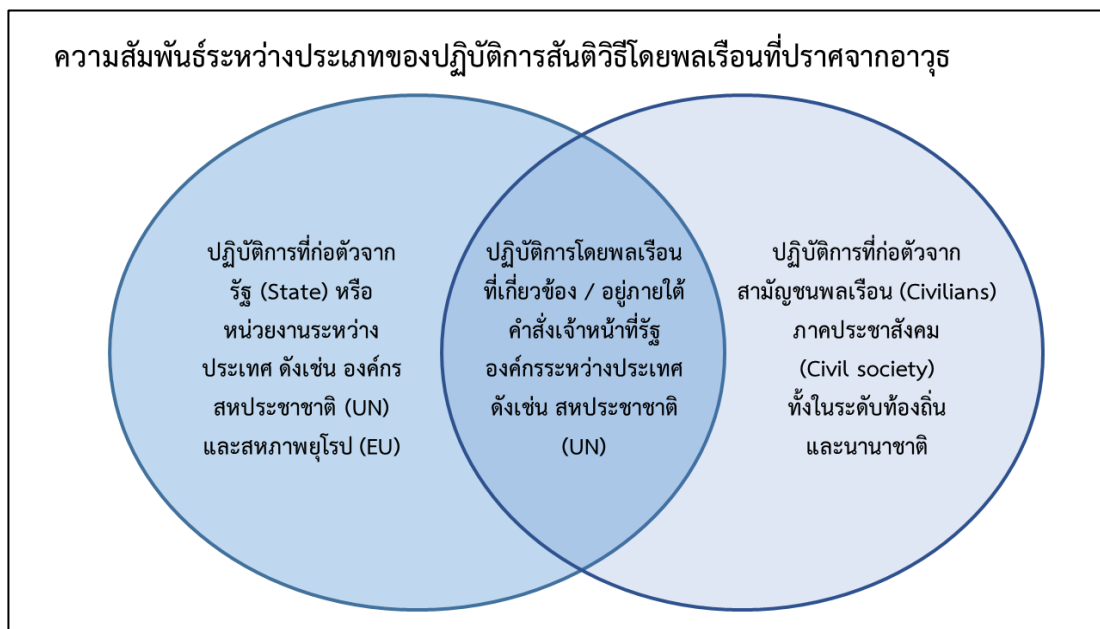 ความสัมพันธ์ระหว่างประเภทของปฏิบัติการสันติวิธีโดยพลเรือนที่ปราศจากอาวุธ
ปฏิบัติการที่ก่อตัวจาก
รัฐ (State) หรือ
หน่วยงานระหว่าง
ประเทศ ดังเช่น องค์กร
สหประชาชาติ (UN)
และสหภาพยุโรป (EU)
ปฏิบัติการโดยพลเรือน
ที่เกี่ยวข้อง / อยู่ภายใต้
คำสั่งเจ้าหน้าที่รัฐ
องค์กรระหว่างประเทศ
ดังเช่น สหประชาชาติ
(UN)
ปฏิบัติการที่ก่อตัวจาก
สามัญชนพลเรือน (Civilians)
ภาคประชาสังคม
(Civil society)
ทั้งในระดับท้องถิ่น
และนานาชาติ